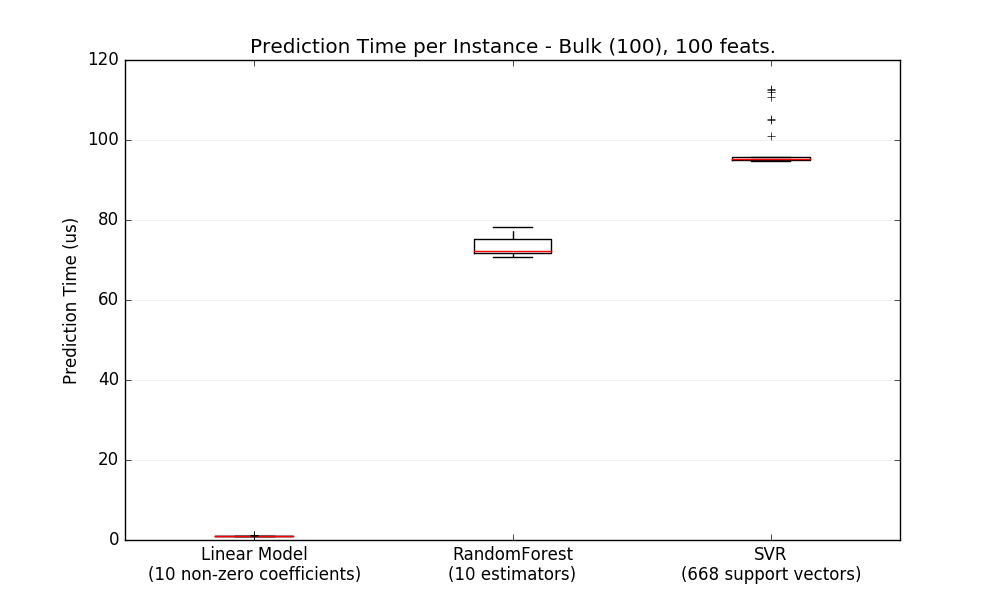 Prediction Time per Instance - Bulk (100), 100 feats.
120
100
80
60
40
20
0
Prediction Time (us)
Linear Model
(10 non-zero coefficients)
RandomForest
(10 estimators)
SVR
(668 support vectors)